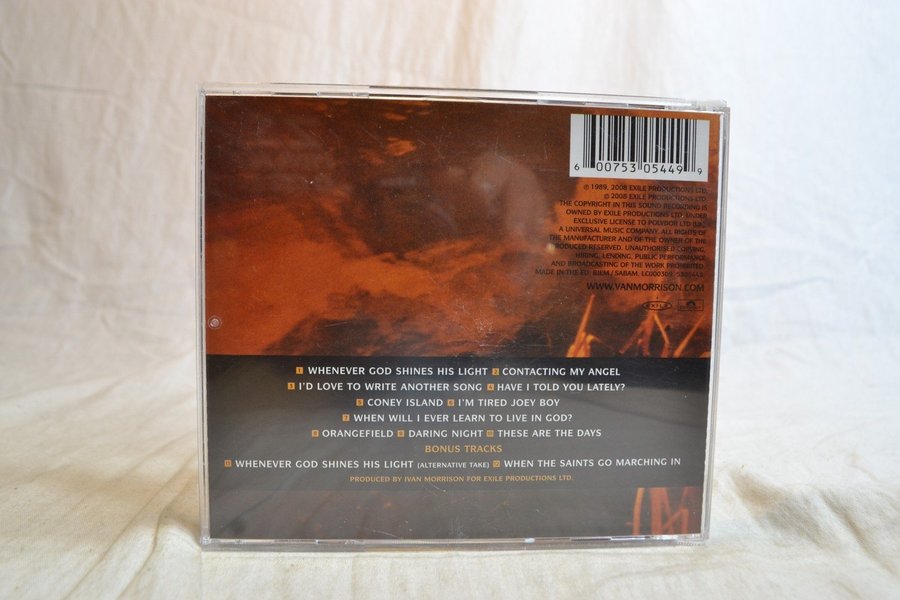 6 00753 05449 9
℗ 1989, 2008 EXILE PRODUCTIONS LTD.
© 2008 EXILE PRODUCTIONS LTD.
THE COPYRIGHT IN THIS SOUND RECORDING IS
OWNED BY EXILE PRODUCTIONS LTD. UNDER
EXCLUSIVE LICENSE TO POLYDOR LTD (UK),
A UNIVERSAL MUSIC COMPANY. ALL RIGHTS OF
THE MANUFACTURER AND OF THE OWNER OF THE
PRODUCED RESERVED. UNAUTHORISED COPYING,
HIRING, LENDING, PUBLIC PERFORMANCE
AND BROADCASTING OF THE WORK PROHIBITED.
MADE IN THE EU. BIEM / SABAM. LC000309
WWW.VANMORRISON.COM
EXILE
1 WHENEVER GOD SHINES HIS LIGHT 2 CONTACTING MY ANGEL
3 I'D LOVE TO WRITE ANOTHER SONG 4 HAVE I TOLD YOU LATELY?
5 CONEY ISLAND 6 I'M TIRED JOEY BOY
7 WHEN WILL I EVER LEARN TO LIVE IN GOD?
8 ORANGEFIELD 9 DARING NIGHT 10 THESE ARE THE DAYS
BONUS TRACKS
11 WHENEVER GOD SHINES HIS LIGHT (ALTERNATIVE TAKE) 12 WHEN THE SAINTS GO MARCHING IN
PRODUCED BY IVAN MORRISON FOR EXILE PRODUCTIONS LTD.